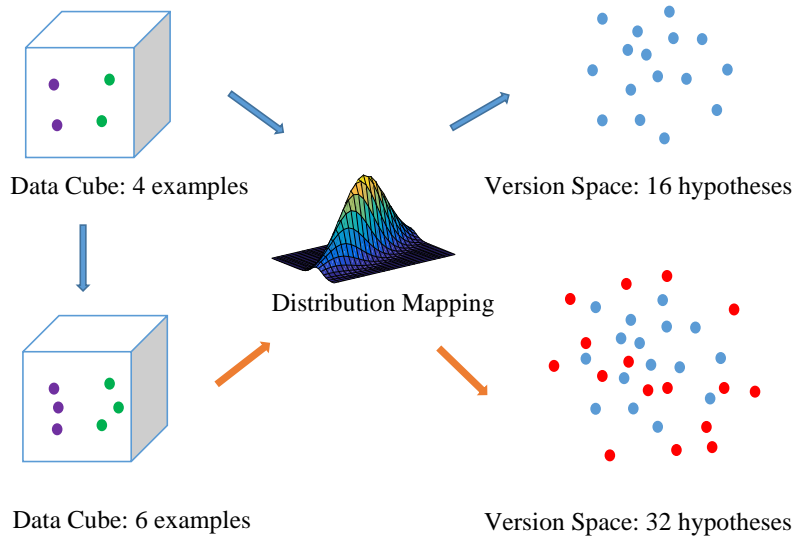 Data Cube: 4 examples
Version Space: 16 hypotheses
Distribution Mapping
Data Cube: 6 examples
Version Space: 32 hypotheses